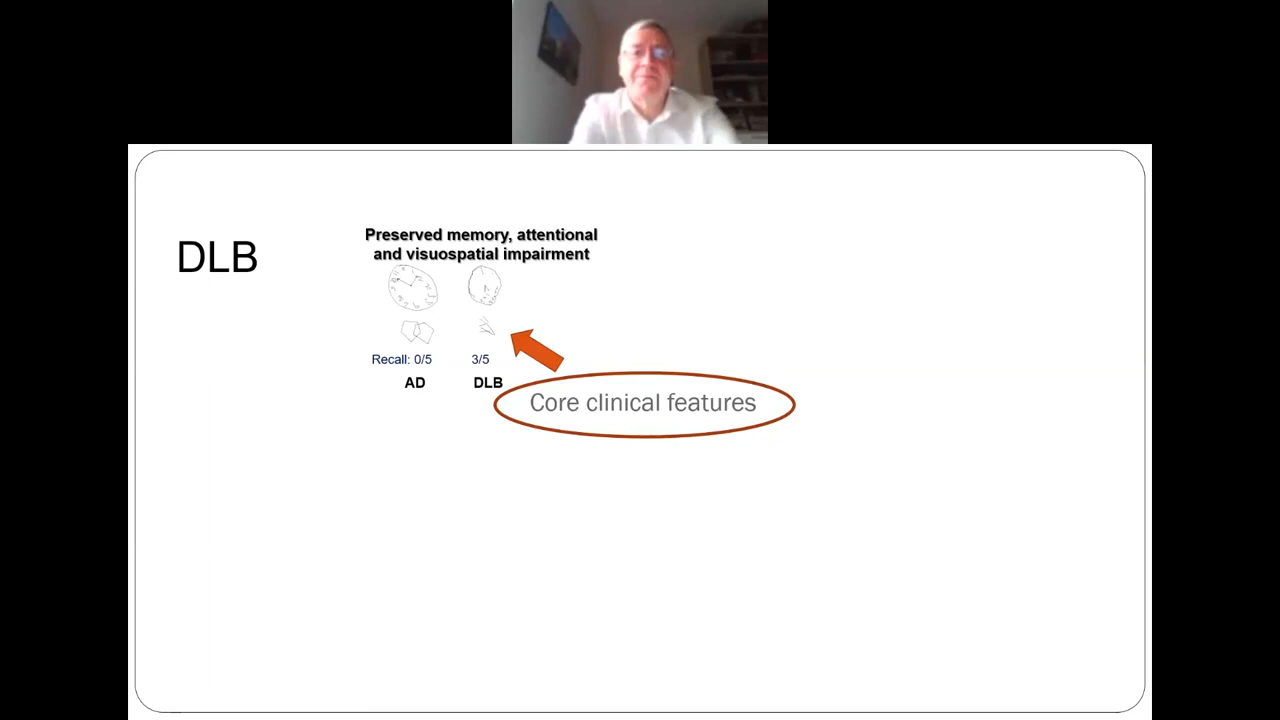 DLB
Preserved memory, attentional
and visuospatial impairment
Recall: 0/5 3/5
AD DLB
Core clinical features